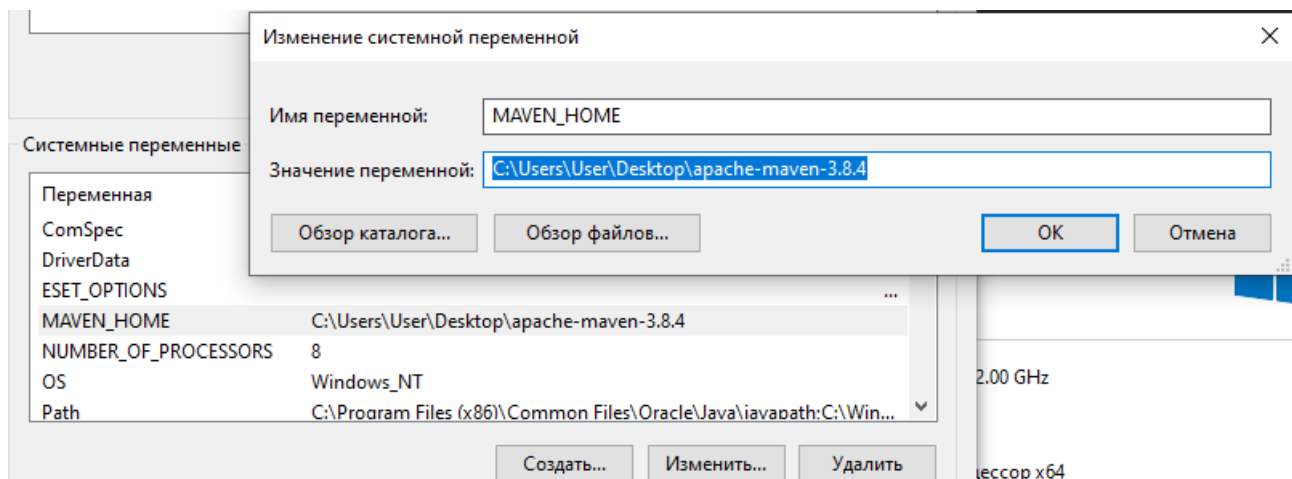 Изменение системной переменной
Имя переменной: MAVEN_HOME
Значение переменной: C:\Users\User\Desktop\apache-maven-3.8.4
Обзор каталога... Обзор файлов... OK Отмена
Системные переменные
Переменная
ComSpec
DriverData
ESET_OPTIONS ...
MAVEN_HOME C:\Users\User\Desktop\apache-maven-3.8.4
NUMBER_OF_PROCESSORS 8
OS Windows_NT
Path C:\Program Files (x86)\Common Files\Oracle\Java\javapath;C:\Win...
Создать... Изменить... Удалить
2.00 GHz
цессор x64